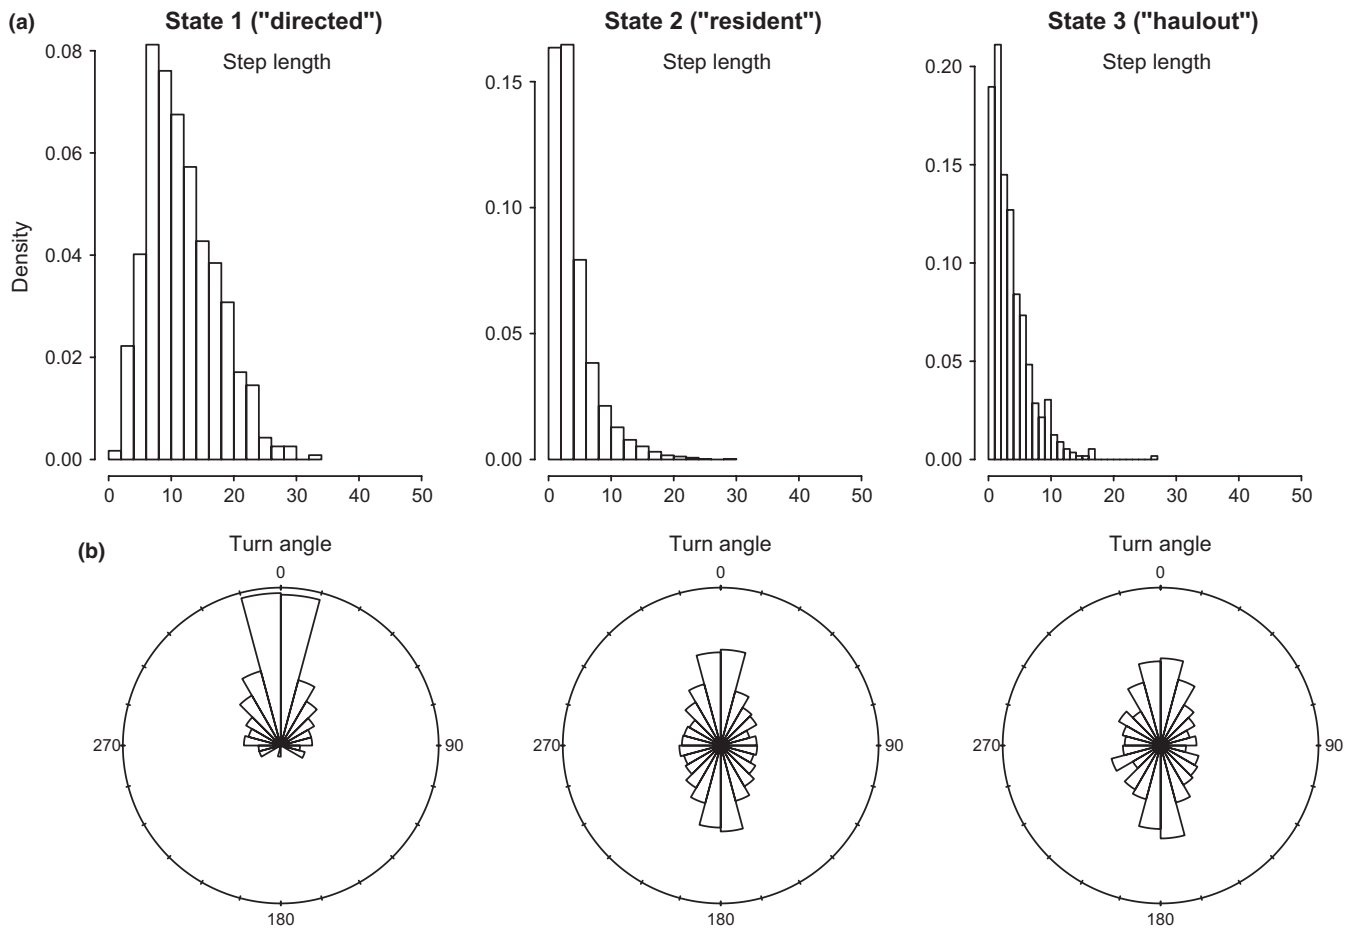 (a) State 1 ("directed") State 2 ("resident") State 3 ("haulout")
Step length Step length Step length
Density
0.08
0.06
0.04
0.02
0.00
0 10 20 30 40 50
0.15
0.10
0.05
0.00
0 10 20 30 40 50
0.20
0.15
0.10
0.05
0.00
0 10 20 30 40 50
(b) Turn angle Turn angle Turn angle
0 0 0
270 90 270 90 270 90
180 180 180